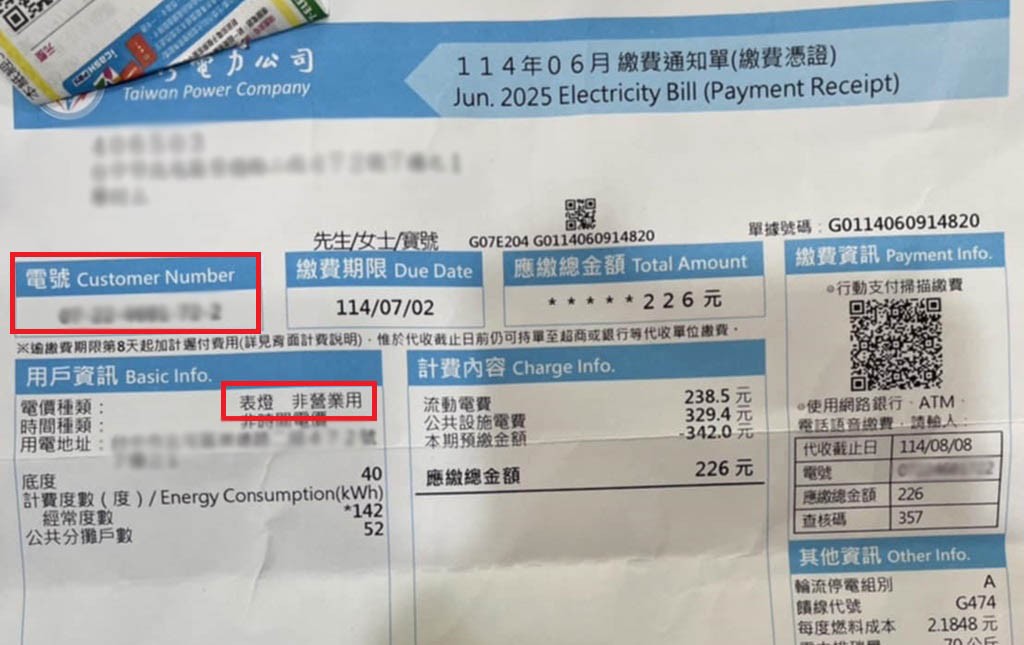 電力公司
Taiwan Power Company
114年06月 繳費通知單(繳費憑證)
Jun. 2025 Electricity Bill (Payment Receipt)
先生/女士/寶號
G07E204 G0114060914820
單據號碼：G0114060914820
電號 Customer Number
繳費期限 Due Date
114/07/02
應繳總金額 Total Amount
*****226元
繳費資訊 Payment Info.
行動支付掃描繳費
※逾繳費期限第8天起加計遲付費用(詳見背面計費說明)，惟於代收截止日前仍可持單至超商或銀行等代收單位繳費。
用戶資訊 Basic Info.
電價種類： 表燈 非營業用
時間種類： 非時間電價
用電地址：
底度 40
計費度數(度)/Energy Consumption(kWh)
經常度數 *142
公共分攤戶數 52
計費內容 Charge Info.
流動電費 238.5 元
公共設施電費 329.4 元
本期預繳金額 -342.0 元
應繳總金額 226 元
使用網路銀行、ATM、
電話語音繳費，請輸入：
代收截止日 114/08/08
電號
應繳總金額 226
查核碼 357
其他資訊 Other Info.
輪流停電組別 A
饋線代號 G474
每度燃料成本 2.1848 元